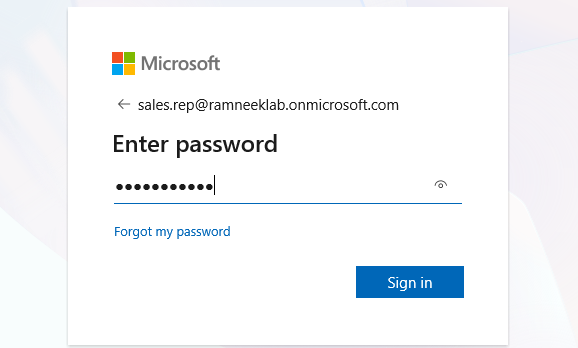 Microsoft
sales.rep@ramneeklab.onmicrosoft.com
Enter password
•••••••••••
Forgot my password
Sign in